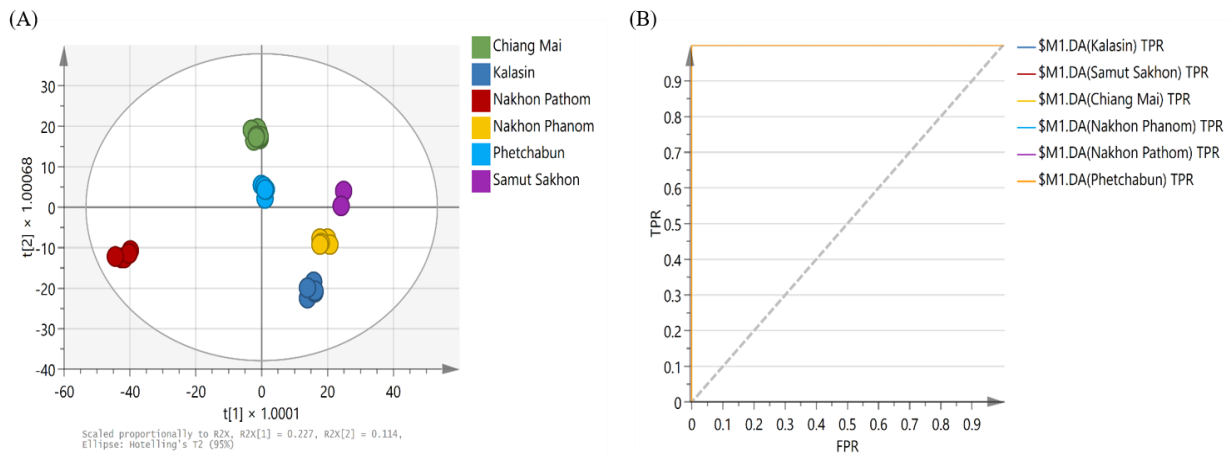 (A)
30
20
10
0
-10
-20
-30
-40
t[2] × 1.00068
-60
-40
-20
0
20
40
t[1] × 1.0001
Scaled proportionally to R2X, R2X[1] = 0.227, R2X[2] = 0.114,
Ellipse: Hotelling's T2 (95%)
Chiang Mai
Kalasin
Nakhon Pathom
Nakhon Phanom
Phetchabun
Samut Sakhon
(B)
0.9
0.8
0.7
0.6
0.5
0.4
0.3
0.2
0.1
0
TPR
0
0.1
0.2
0.3
0.4
0.5
0.6
0.7
0.8
0.9
FPR
$M1.DA(Kalasin) TPR
$M1.DA(Samut Sakhon) TPR
$M1.DA(Chiang Mai) TPR
$M1.DA(Nakhon Phanom) TPR
$M1.DA(Nakhon Pathom) TPR
$M1.DA(Phetchabun) TPR